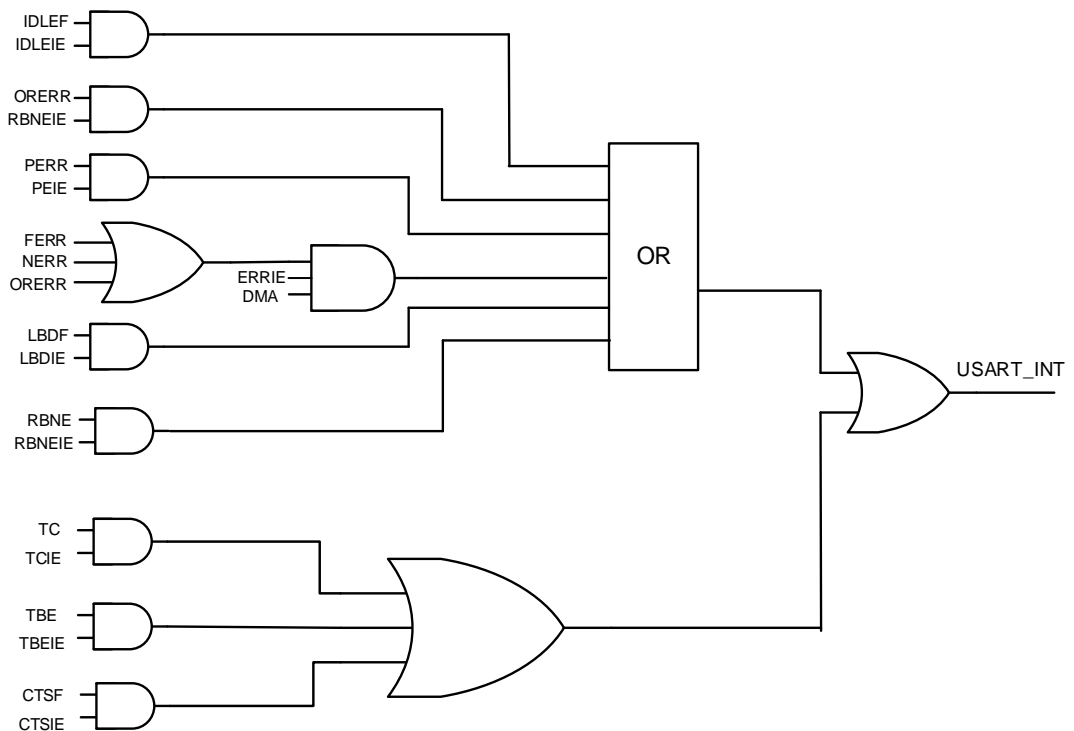 IDLEF
IDLEIE
ORERR
RBNEIE
PERR
PEIE
FERR
NERR
ORERR
ERRIE
DMA
LBDF
LBDIE
RBNE
RBNEIE
OR
USART_INT
TC
TCIE
TBE
TBEIE
CTSF
CTSIE